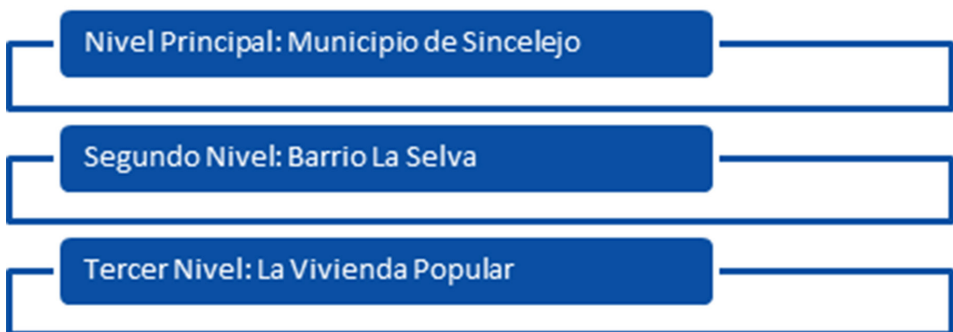 Nivel Principal: Municipio de Sincelejo
Segundo Nivel: Barrio La Selva
Tercer Nivel: La Vivienda Popular